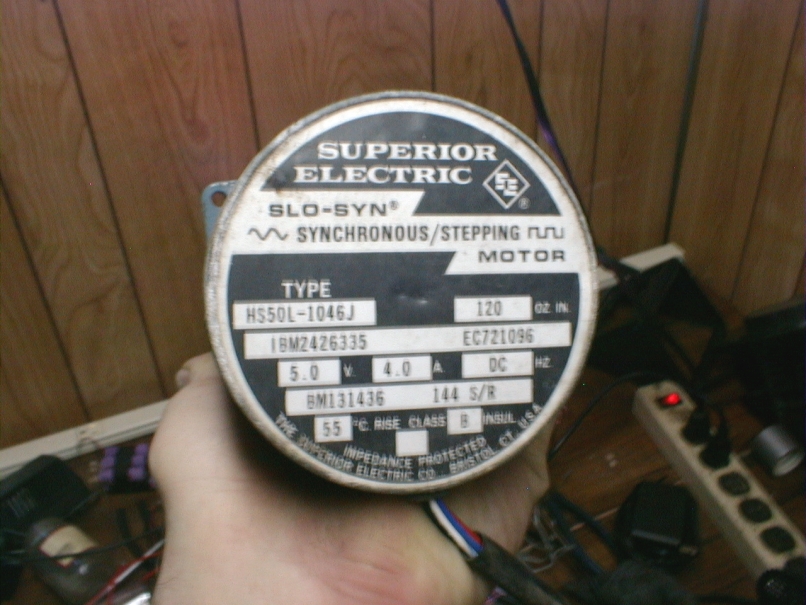 SUPERIOR
ELECTRIC
SE ®
SLO-SYN®
SYNCHRONOUS/STEPPING
MOTOR
TYPE
HS50L-1046J 120 OZ. IN.
IBM2426335 EC721096
5.0 V. 4.0 A. DC HZ.
BM131436 144 S/R
55 °C. RISE CLASS B INSUL.
IMPEDANCE PROTECTED
THE SUPERIOR ELECTRIC CO., BRISTOL, CT. U.S.A.